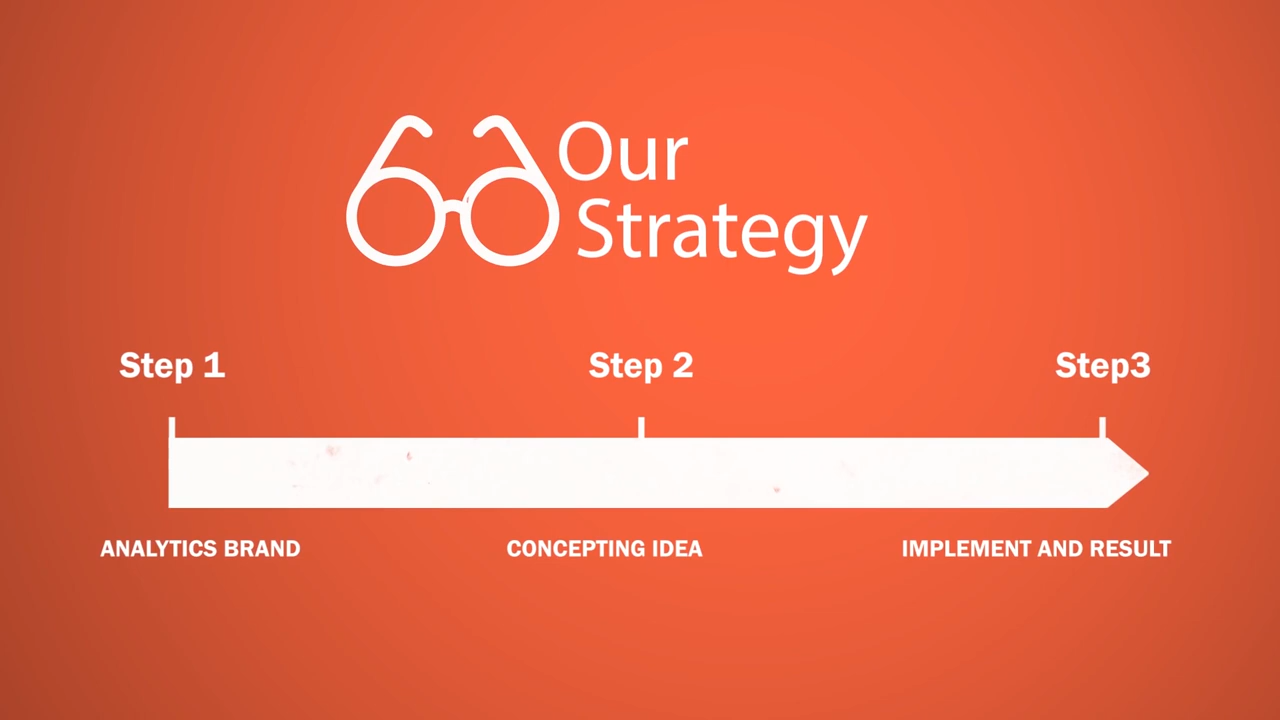 Our
Strategy
Step 1
Step 2
Step3
ANALYTICS BRAND
CONCEPTING IDEA
IMPLEMENT AND RESULT